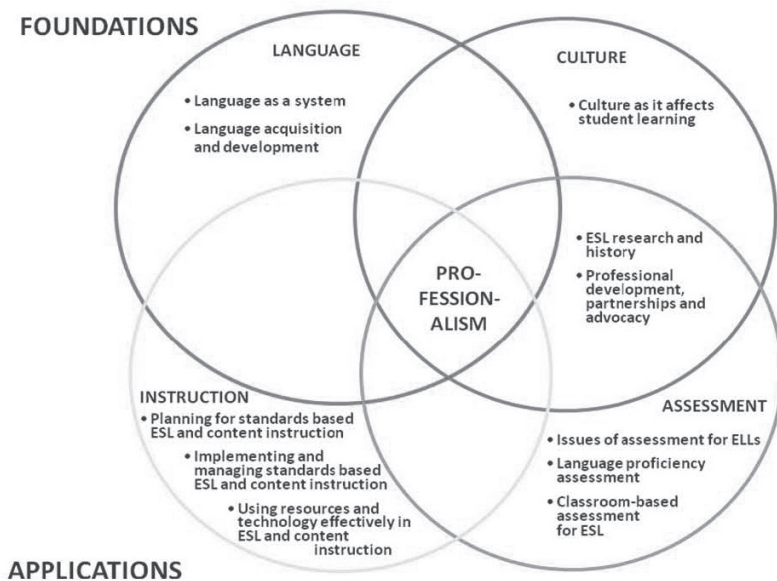 FOUNDATIONS
LANGUAGE
• Language as a system
• Language acquisition
and development
CULTURE
• Culture as it affects
student learning
PRO-
FESSION-
ALISM
• ESL research and
history
• Professional
development,
partnerships and
advocacy
INSTRUCTION
• Planning for standards based
ESL and content instruction
• Implementing and
managing standards based
ESL and content instruction
• Using resources and
technology effectively in
ESL and content
instruction
ASSESSMENT
• Issues of assessment for ELLs
• Language proficiency
assessment
• Classroom-based
assessment
for ESL
APPLICATIONS